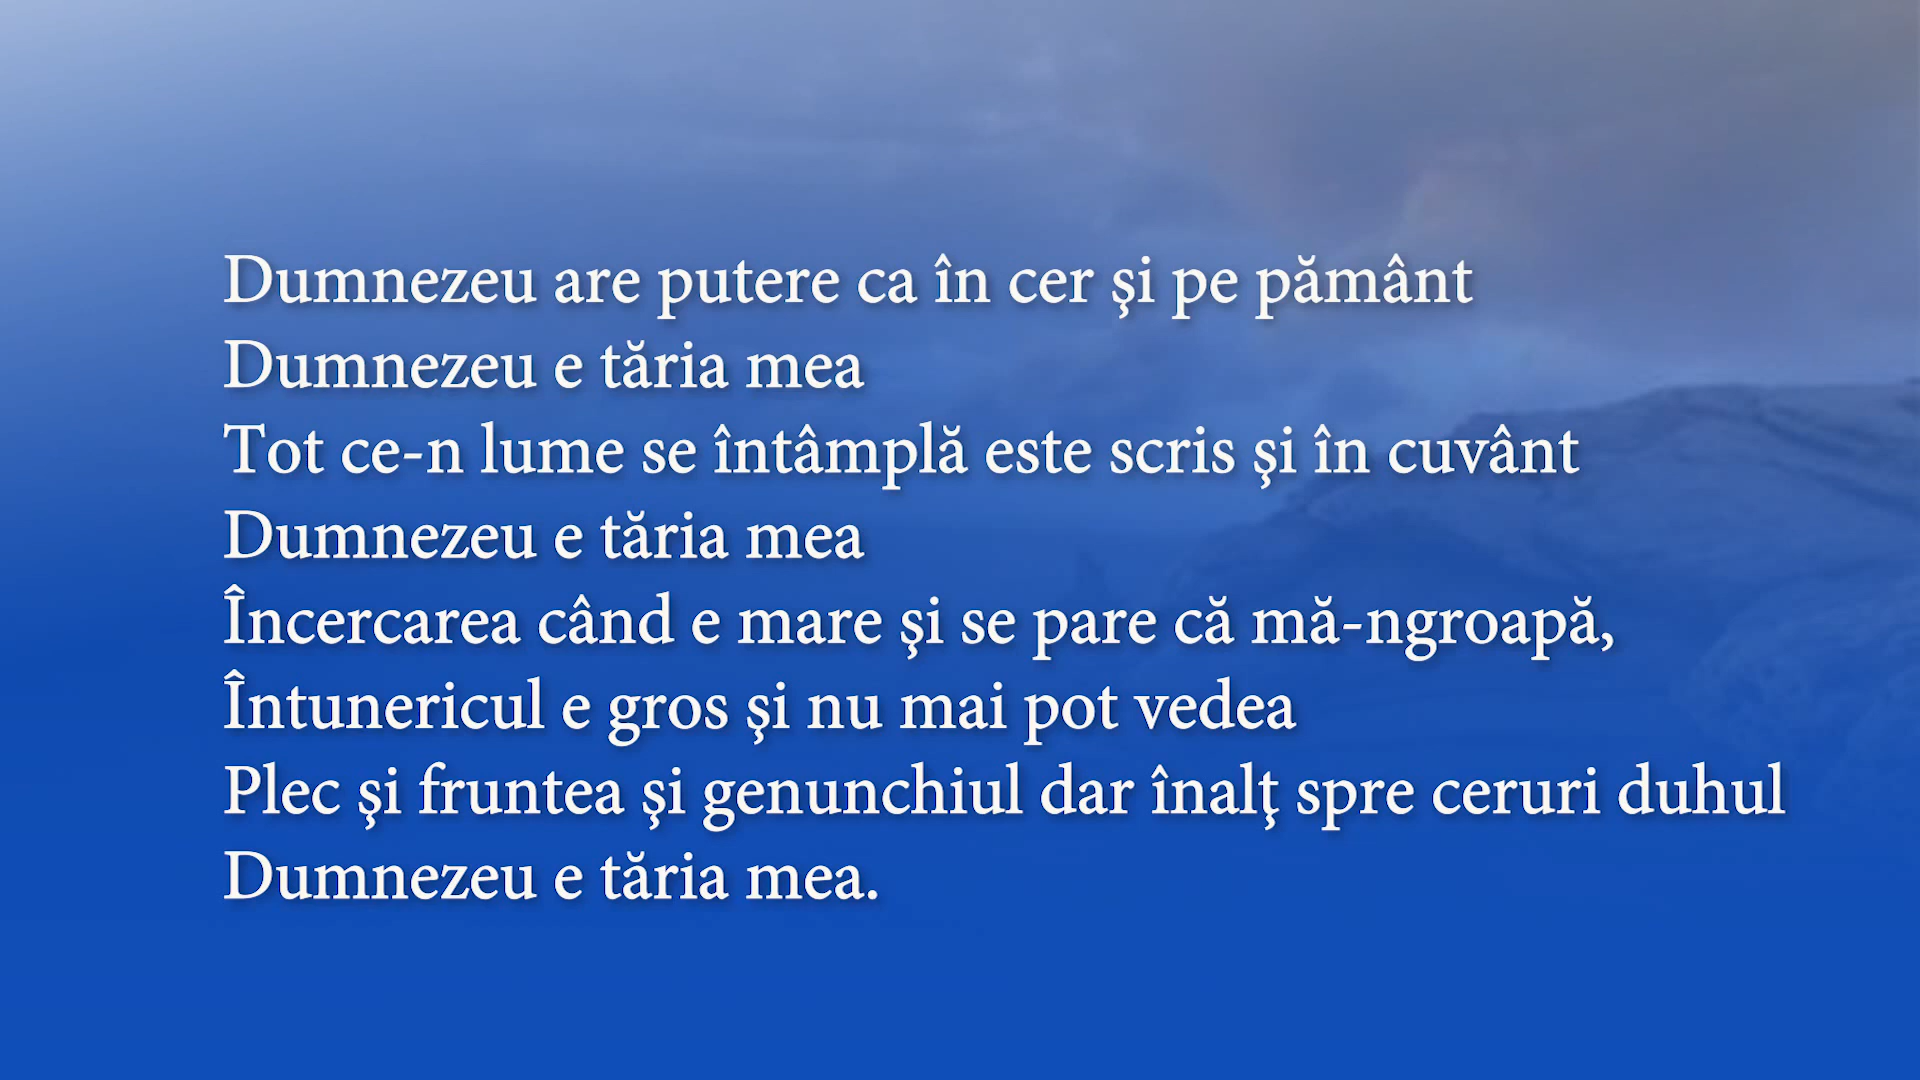 Dumnezeu are putere ca în cer şi pe pământ
Dumnezeu e tăria mea
Tot ce-n lume se întâmplă este scris şi în cuvânt
Dumnezeu e tăria mea
Încercarea când e mare şi se pare că mă-ngroapă,
Întunericul e gros şi nu mai pot vedea
Plec şi fruntea şi genunchiul dar înalţ spre ceruri duhul
Dumnezeu e tăria mea.